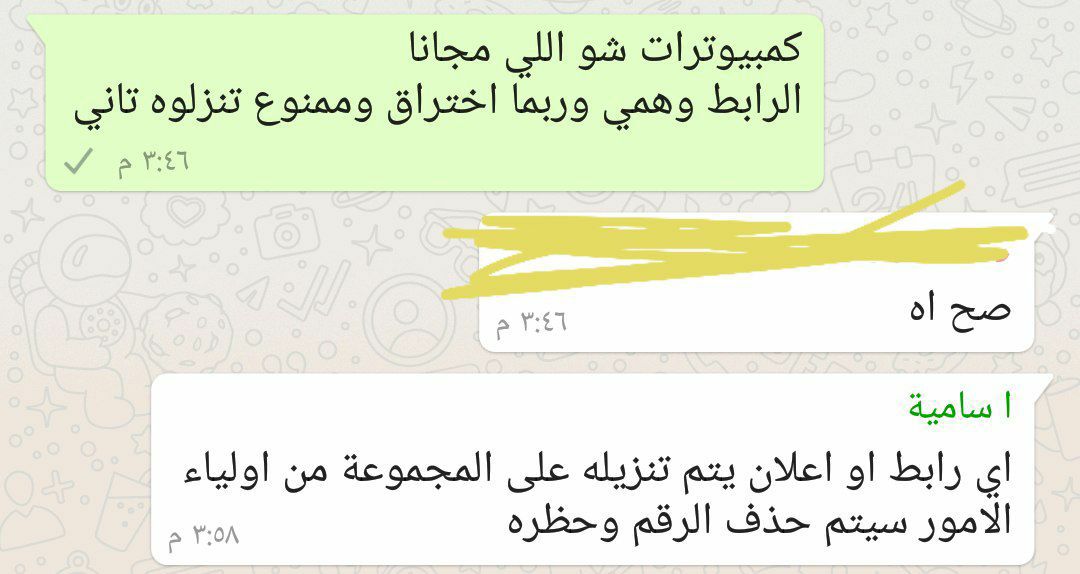 كمبيوترات شو اللي مجانا
الرابط وهمي وربما اختراق وممنوع تنزلوه تاني
٣:٤٦ م
صح اه
٣:٤٦ م
ا سامية
اي رابط او اعلان يتم تنزيله على المجموعة من اولياء
الامور سيتم حذف الرقم وحظره
٣:٥٨ م